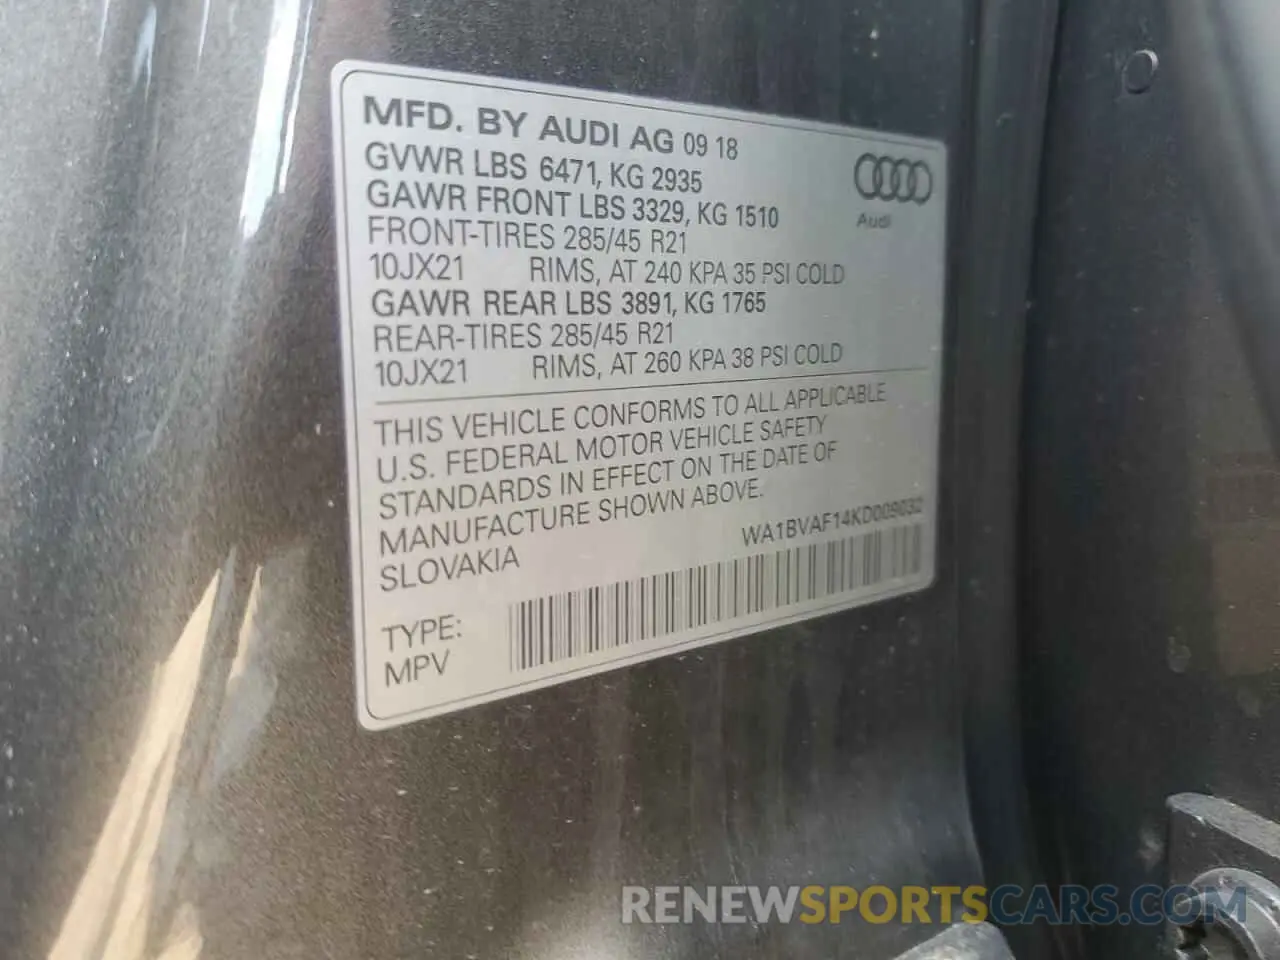 MFD. BY AUDI AG 09 18
GVWR LBS 6471, KG 2935
GAWR FRONT LBS 3329, KG 1510
FRONT-TIRES 285/45 R21
10JX21 RIMS, AT 240 KPA 35 PSI COLD
GAWR REAR LBS 3891, KG 1765
REAR-TIRES 285/45 R21
10JX21 RIMS, AT 260 KPA 38 PSI COLD
Audi
THIS VEHICLE CONFORMS TO ALL APPLICABLE
U.S. FEDERAL MOTOR VEHICLE SAFETY
STANDARDS IN EFFECT ON THE DATE OF
MANUFACTURE SHOWN ABOVE.
SLOVAKIA
WA1BVAF14KD009032
TYPE:
MPV
RENEWSPORTSCARS.COM